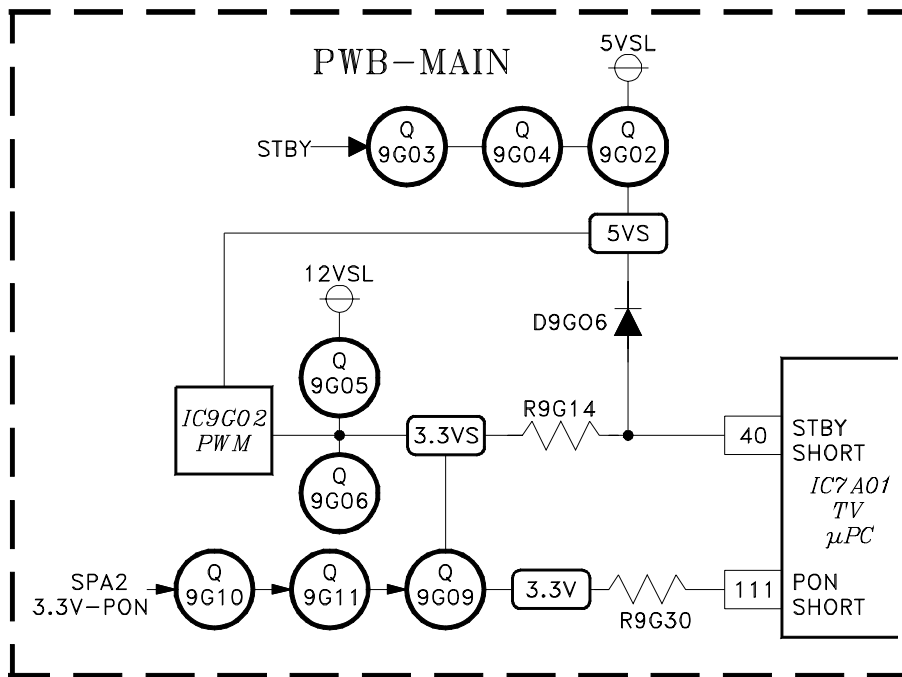 PWB-MAIN
5VSL
STBY
Q
9G03
Q
9G04
Q
9G02
5VS
12VSL
D9G06
Q
9G05
IC9G02
PWM
3.3VS
R9G14
40
STBY
SHORT
Q
9G06
IC7A01
TV
µPC
SPA2
3.3V-PON
Q
9G10
Q
9G11
Q
9G09
3.3V
R9G30
111
PON
SHORT